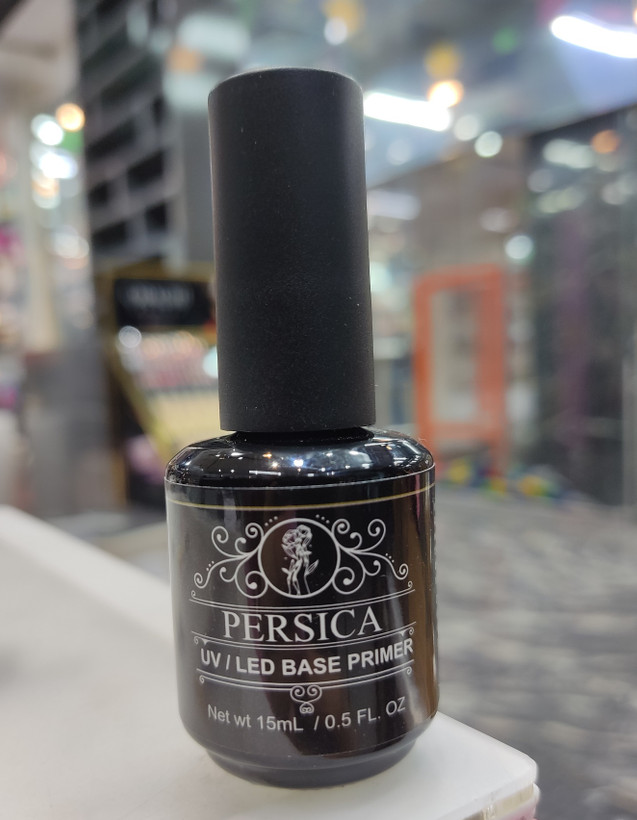 PERSICA
UV / LED BASE PRIMER
Net wt 15mL / 0.5 FL. OZ